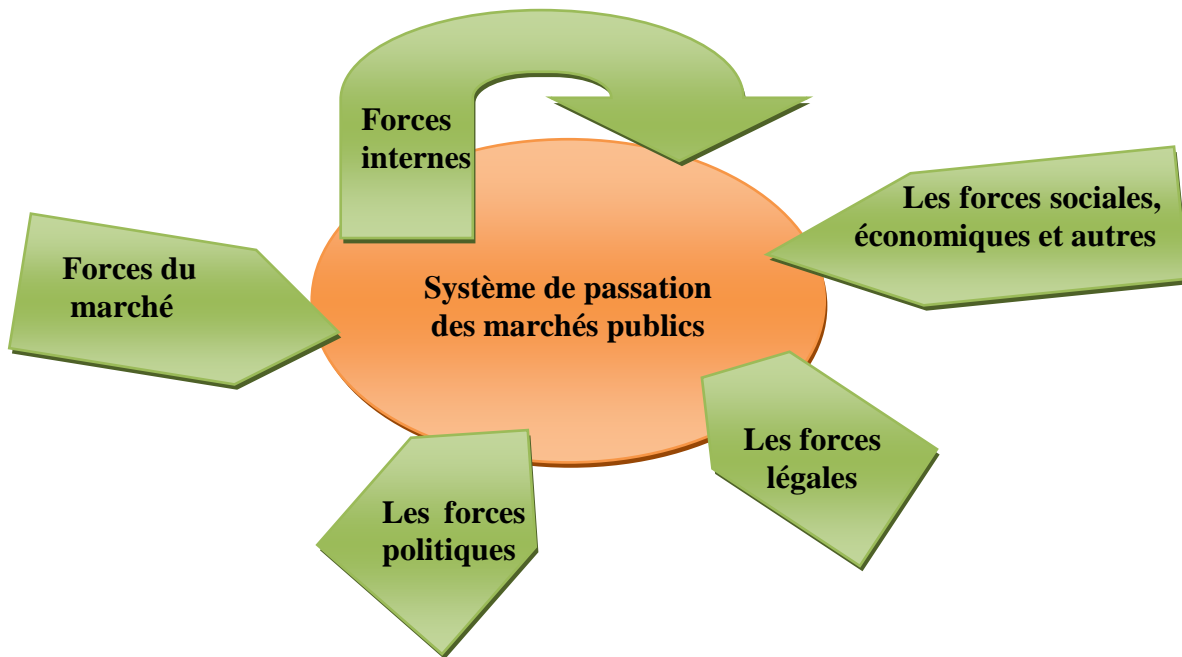 Forces
internes
Les forces sociales,
économiques et autres
Forces du
marché
Système de passation
des marchés publics
Les forces
légales
Les forces
politiques